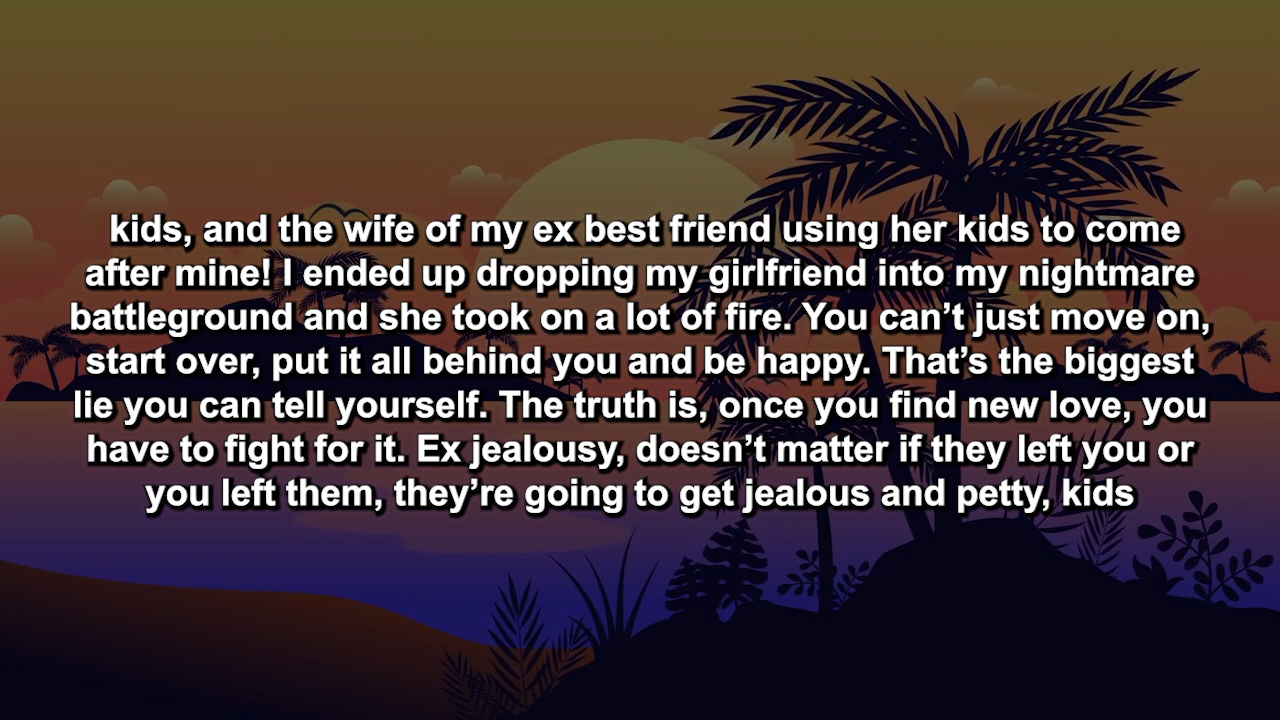 kids, and the wife of my ex best friend using her kids to come
after mine! I ended up dropping my girlfriend into my nightmare
battleground and she took on a lot of fire. You can’t just move on,
start over, put it all behind you and be happy. That’s the biggest
lie you can tell yourself. The truth is, once you find new love, you
have to fight for it. Ex jealousy, doesn’t matter if they left you or
you left them, they’re going to get jealous and petty, kids